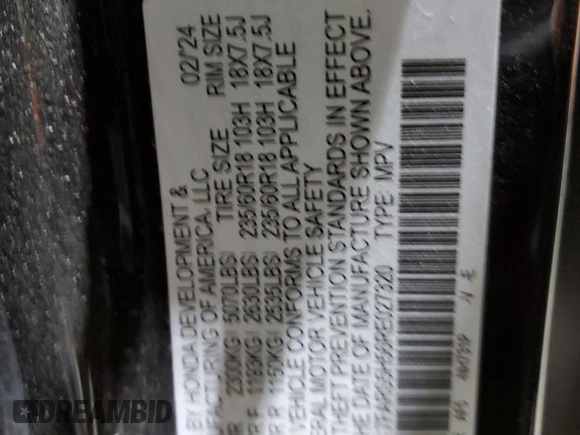 BY HONDA DEVELOPMENT & 02/24
OF AMERICA, LLC TIRE SIZE RIM SIZE
2300KG 5070LBS
1193KG 2630LBS 235/60R18 103H 18X7.5J
1150KG 2535LBS 235/60R18 103H 18X7.5J
VEHICLE CONFORMS TO ALL APPLICABLE
MOTOR VEHICLE SAFETY
THEFT PREVENTION STANDARDS IN EFFECT
THE DATE OF MANUFACTURE SHOWN ABOVE.
TYPE MPV
DREAMBID